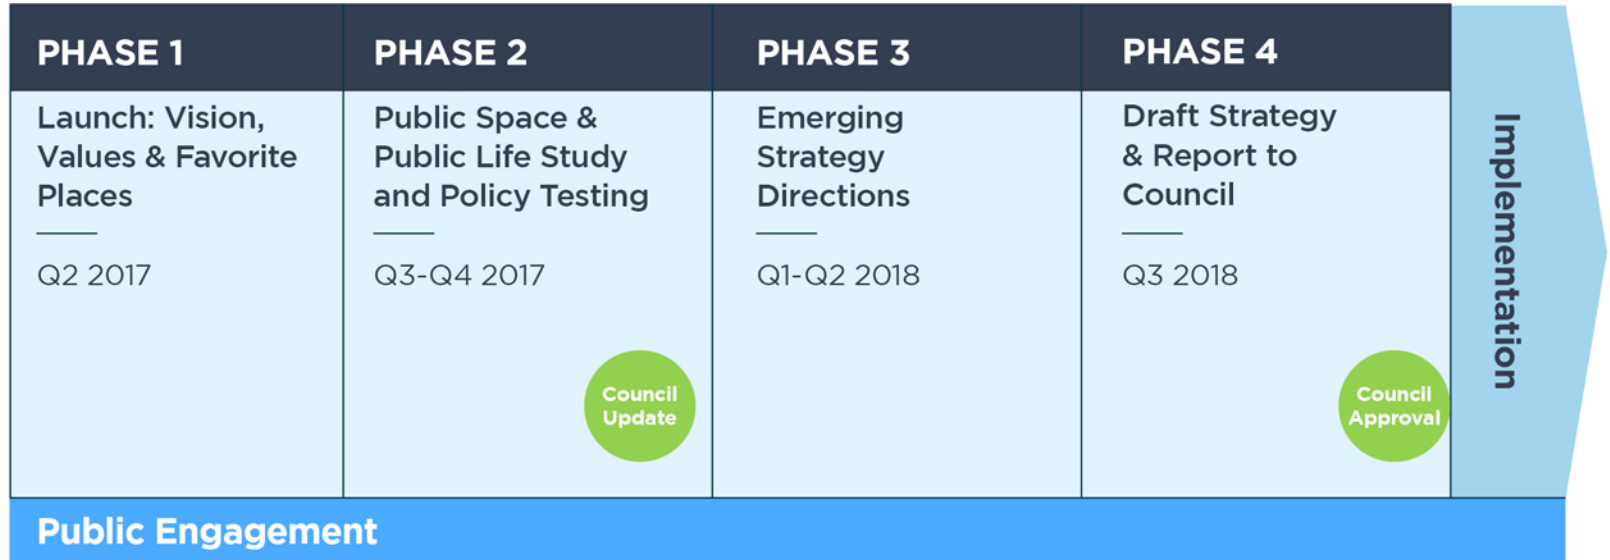 PHASE 1
Launch: Vision,
Values & Favorite
Places
Q2 2017
PHASE 2
Public Space &
Public Life Study
and Policy Testing
Q3-Q4 2017
Council
Update
PHASE 3
Emerging
Strategy
Directions
Q1-Q2 2018
PHASE 4
Draft Strategy
& Report to
Council
Q3 2018
Council
Approval
Implementation
Public Engagement